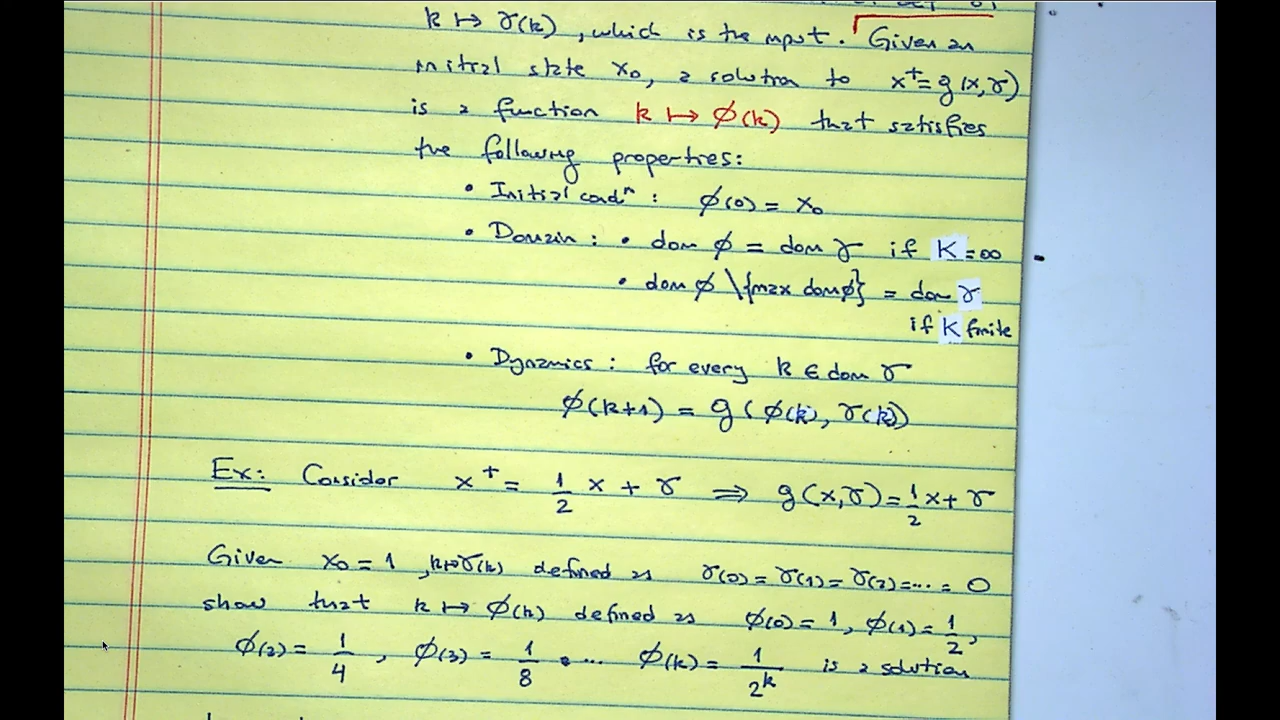 k ↦ γ(k), which is the input. Given an
initial state x₀, a solution to x⁺ = g(x,γ)
is a function k ↦ ϕ(k) that satisfies
the following properties:
• Initial condⁿ : ϕ(0) = x₀
• Domain : • dom ϕ = dom γ if K = ∞
• dom ϕ \ {max dom ϕ} = dom γ
if K finite
• Dynamics : for every k ∈ dom γ
ϕ(k+1) = g(ϕ(k), γ(k))
Ex: Consider x⁺ = 1/2 x + γ ⇒ g(x,γ) = 1/2 x + γ
Given x₀ = 1, k↦γ(k) defined as γ(0) = γ(1) = γ(2) = ... = 0
show that k ↦ ϕ(k) defined as ϕ(0) = 1, ϕ(1) = 1/2,
ϕ(2) = 1/4, ϕ(3) = 1/8 ... ϕ(k) = 1/2ᵏ is a solution